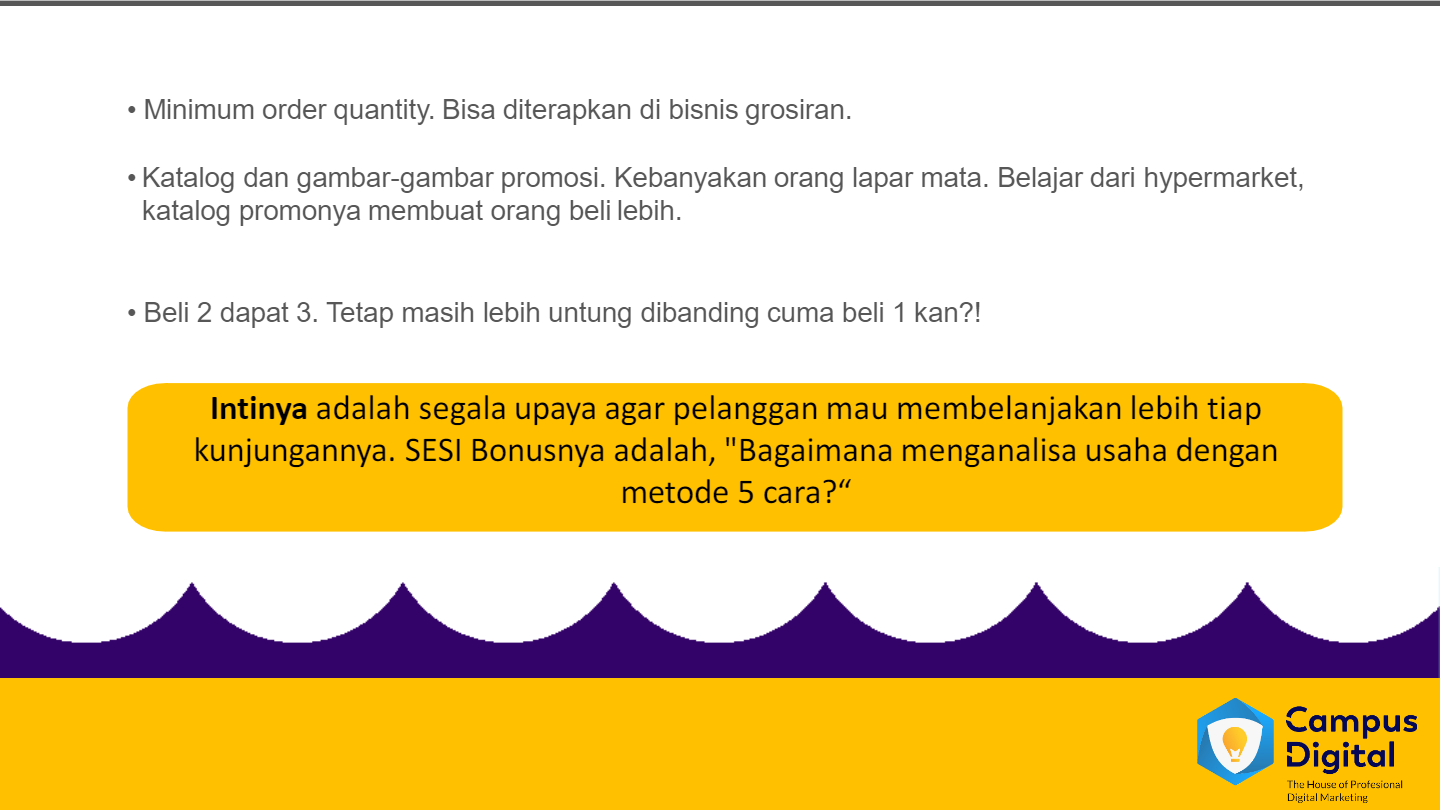 • Minimum order quantity. Bisa diterapkan di bisnis grosiran.
• Katalog dan gambar-gambar promosi. Kebanyakan orang lapar mata. Belajar dari hypermarket,
katalog promonya membuat orang beli lebih.
• Beli 2 dapat 3. Tetap masih lebih untung dibanding cuma beli 1 kan?!
Intinya adalah segala upaya agar pelanggan mau membelanjakan lebih tiap
kunjungannya. SESI Bonusnya adalah, "Bagaimana menganalisa usaha dengan
metode 5 cara?“
Campus
Digital
The House of Profesional
Digital Marketing